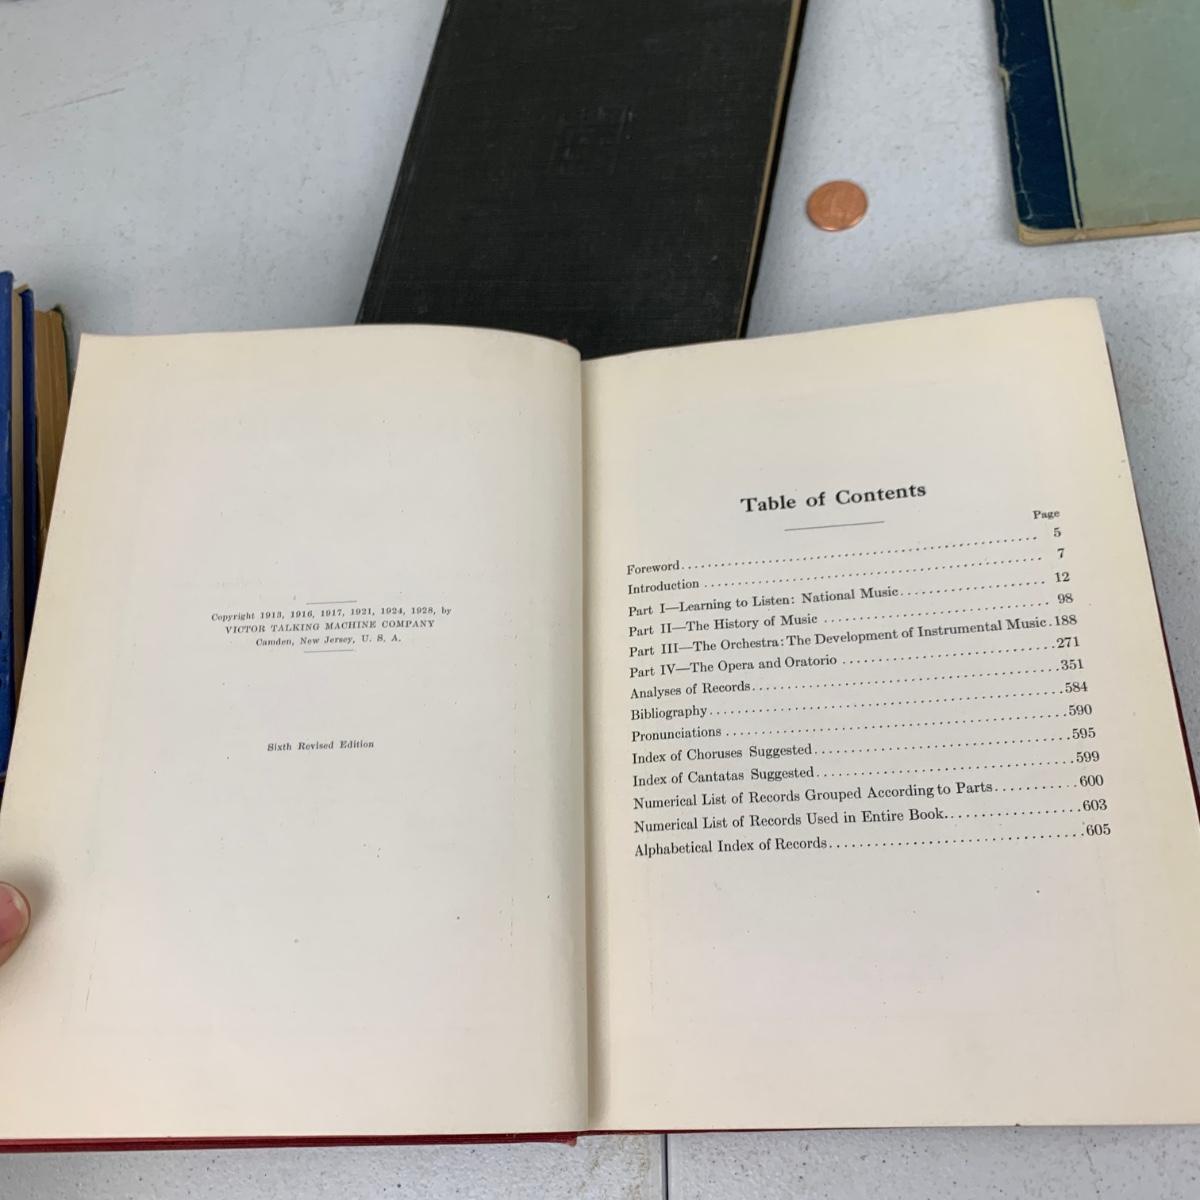 Copyright 1913, 1916, 1917, 1921, 1924, 1928, by
VICTOR TALKING MACHINE COMPANY
Camden, New Jersey, U. S. A.
Sixth Revised Edition
Table of Contents
Page
Foreword........................................ 5
Introduction ........................................ 7
Part I—Learning to Listen: National Music................ 12
Part II—The History of Music ........................ 98
Part III—The Orchestra: The Development of Instrumental Music.188
Part IV—The Opera and Oratorio ........................271
Analyses of Records........................................351
Bibliography........................................584
Pronunciations ........................................590
Index of Choruses Suggested................................595
Index of Cantatas Suggested................................599
Numerical List of Records Grouped According to Parts..........600
Numerical List of Records Used in Entire Book................603
Alphabetical Index of Records................................605